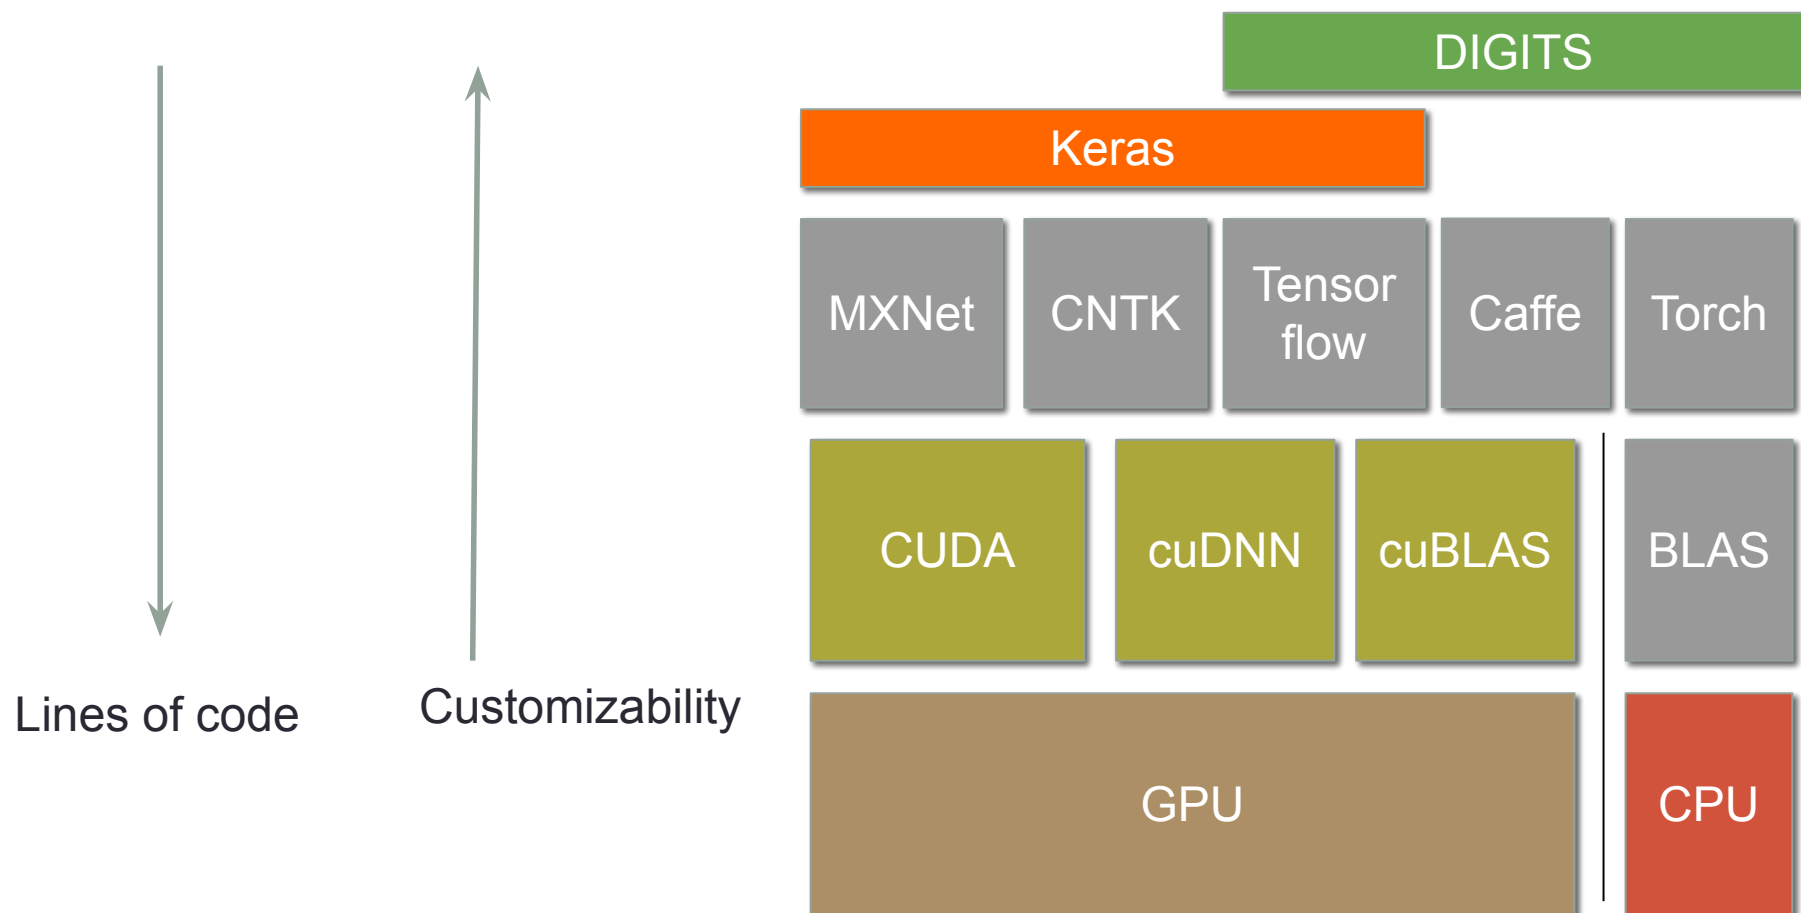 DIGITS
Keras
MXNet
CNTK
Tensor
flow
Caffe
Torch
CUDA
cuDNN
cuBLAS
BLAS
Lines of code
Customizability
GPU
CPU